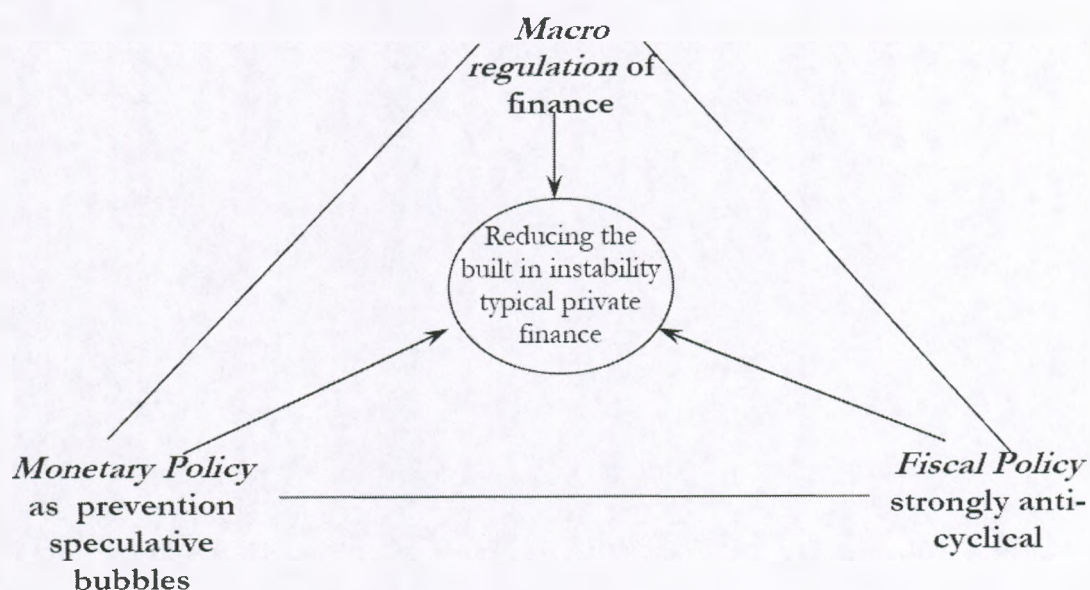 Macro
regulation of
finance
Reducing the
built in instability
typical private
finance
Monetary Policy
as prevention
speculative
bubbles
Fiscal Policy
strongly anti-
cyclical